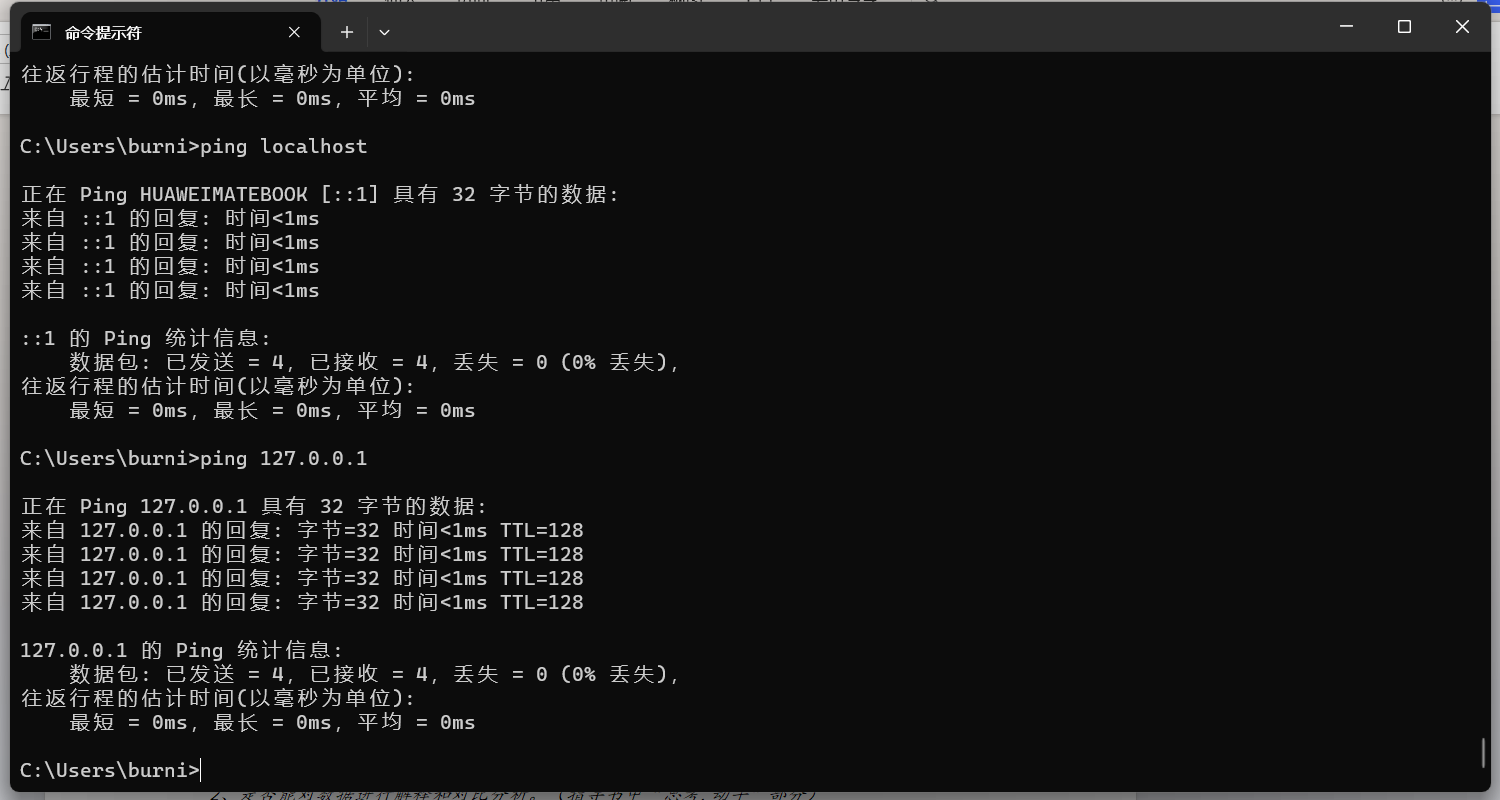 命令提示符
往返行程的估计时间(以毫秒为单位):
    最短 = 0ms，最长 = 0ms，平均 = 0ms
C:\Users\burni>ping localhost
正在 Ping HUAWEIMATEBOOK [::1] 具有 32 字节的数据:
来自 ::1 的回复: 时间<1ms
来自 ::1 的回复: 时间<1ms
来自 ::1 的回复: 时间<1ms
来自 ::1 的回复: 时间<1ms
::1 的 Ping 统计信息:
    数据包: 已发送 = 4，已接收 = 4，丢失 = 0 (0% 丢失)，
往返行程的估计时间(以毫秒为单位):
    最短 = 0ms，最长 = 0ms，平均 = 0ms
C:\Users\burni>ping 127.0.0.1
正在 Ping 127.0.0.1 具有 32 字节的数据:
来自 127.0.0.1 的回复: 字节=32 时间<1ms TTL=128
来自 127.0.0.1 的回复: 字节=32 时间<1ms TTL=128
来自 127.0.0.1 的回复: 字节=32 时间<1ms TTL=128
来自 127.0.0.1 的回复: 字节=32 时间<1ms TTL=128
127.0.0.1 的 Ping 统计信息:
    数据包: 已发送 = 4，已接收 = 4，丢失 = 0 (0% 丢失)，
往返行程的估计时间(以毫秒为单位):
    最短 = 0ms，最长 = 0ms，平均 = 0ms
C:\Users\burni>